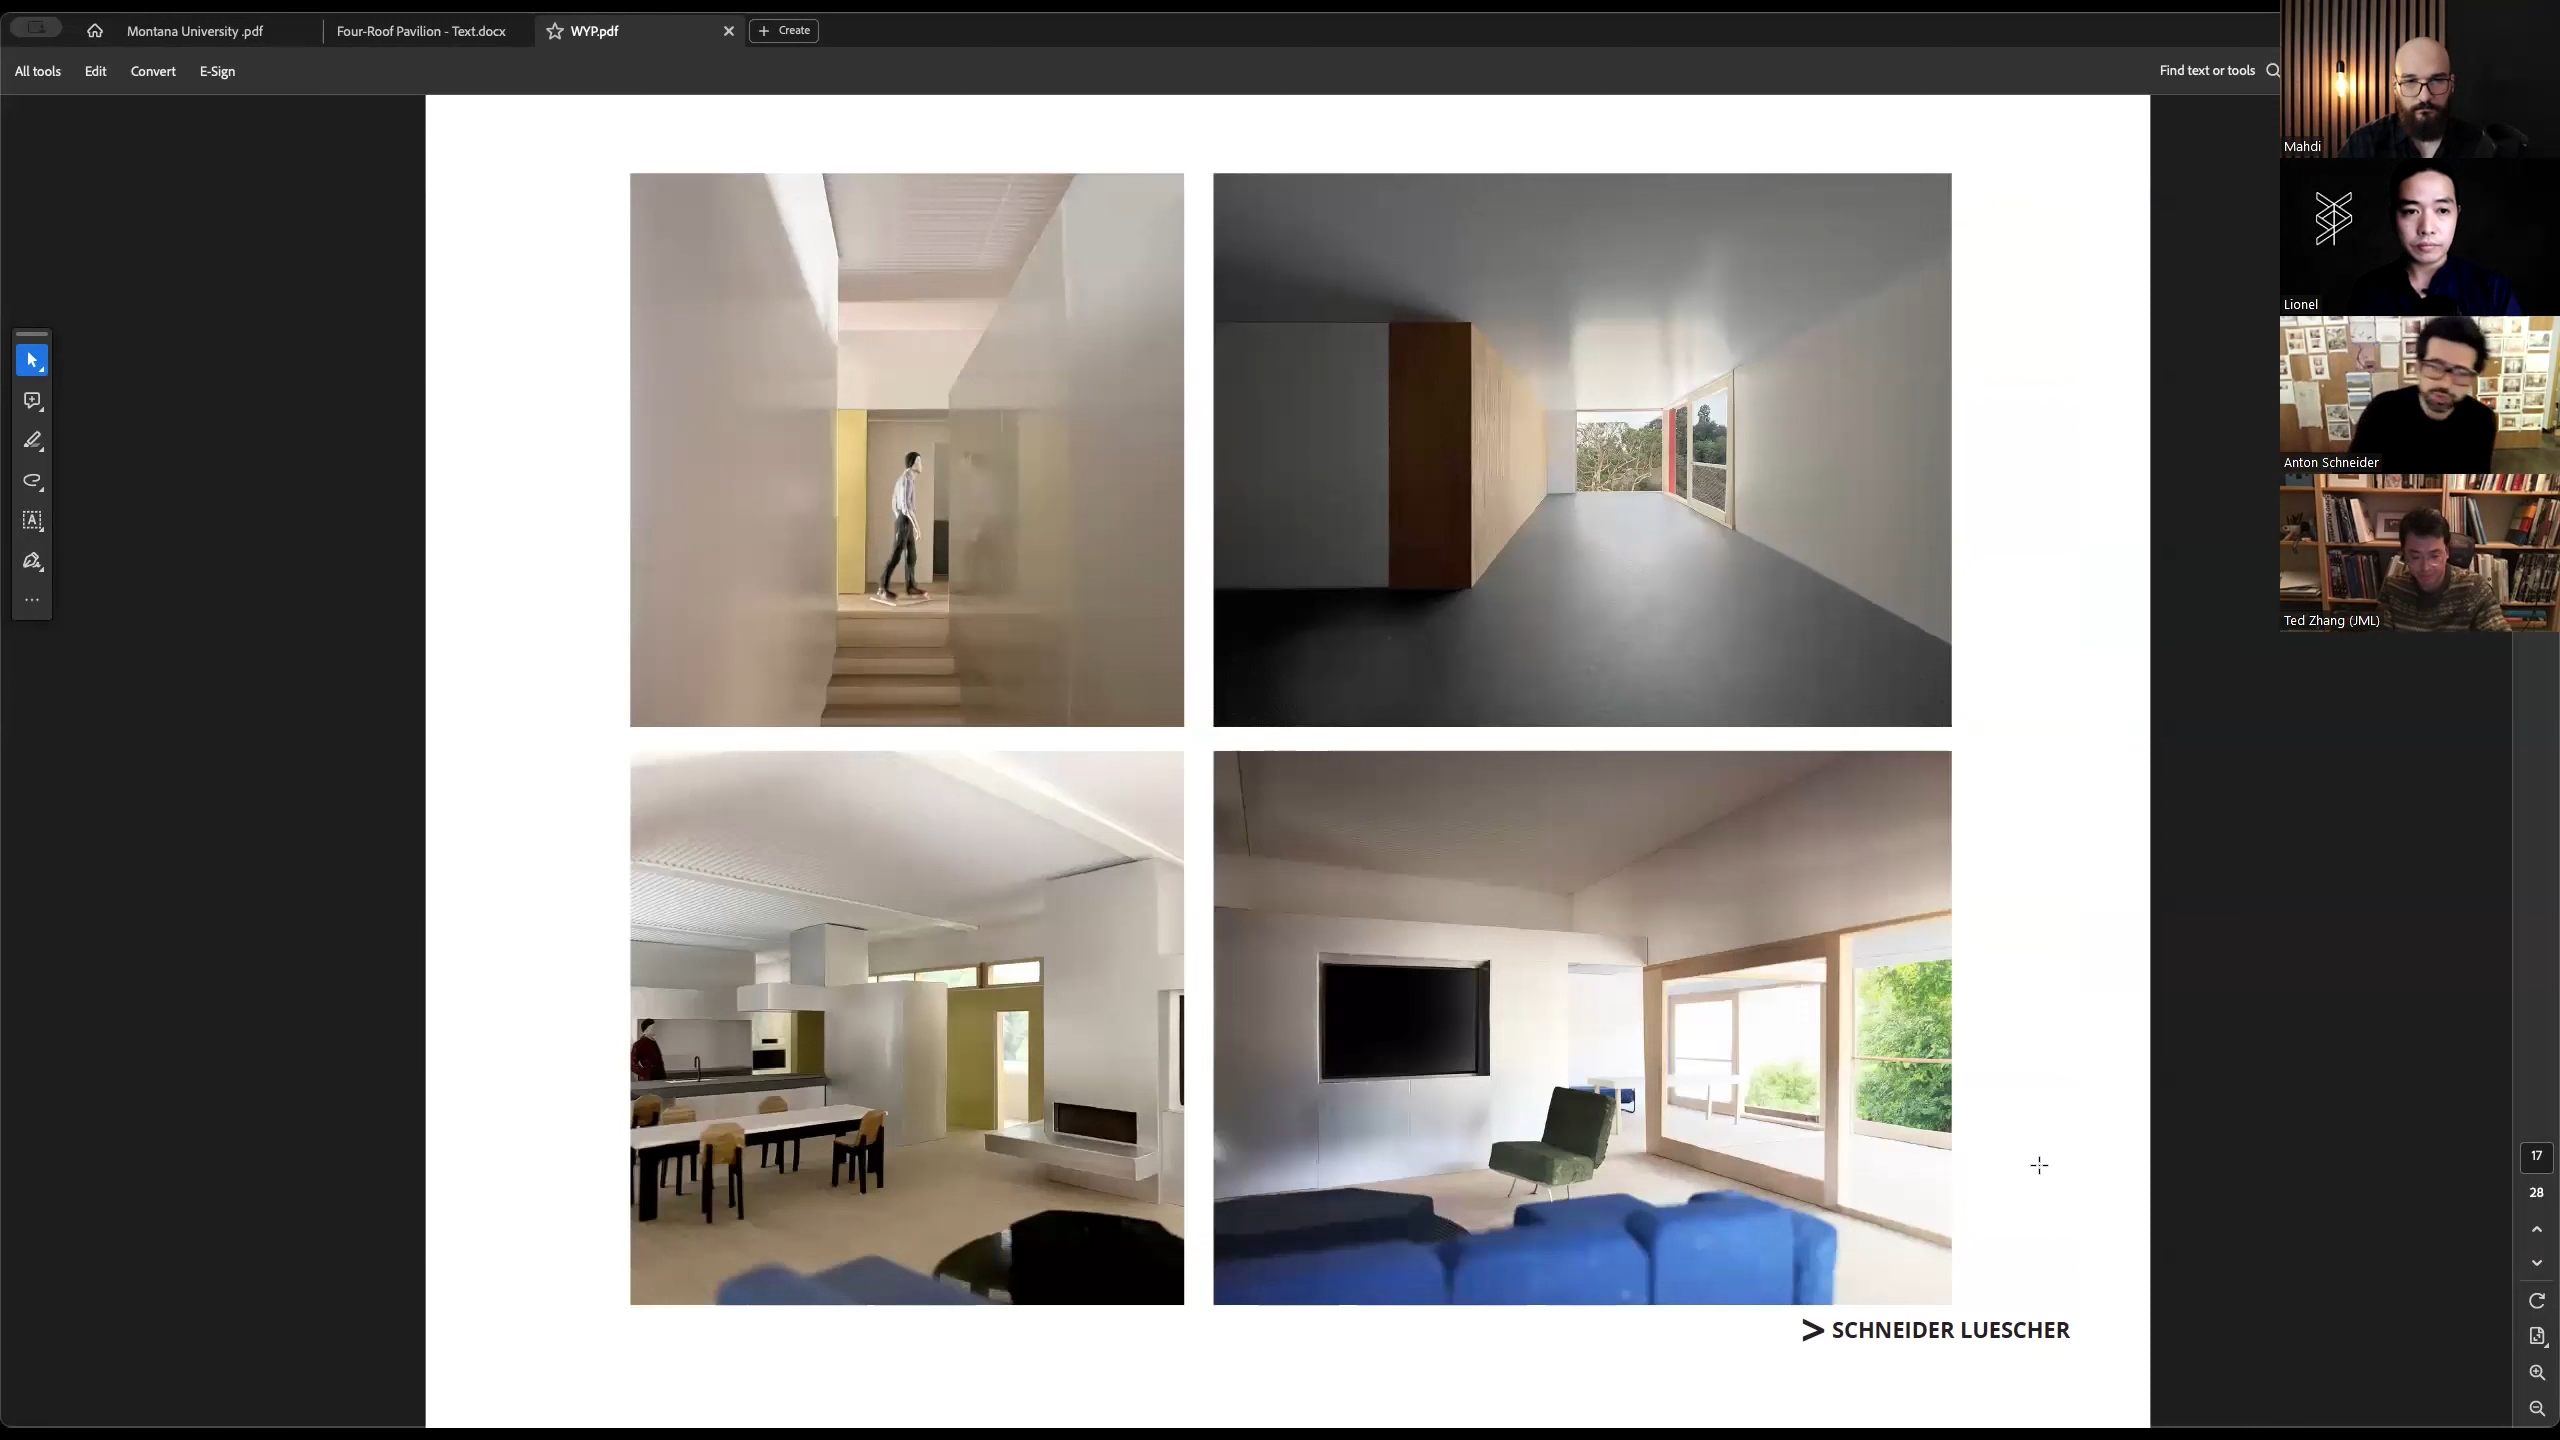 Montana University .pdf
Four-Roof Pavilion - Text.docx
WYP.pdf
Create
All tools
Edit
Convert
E-Sign
Find text or tools
Mahdi
Lionel
Anton Schneider
Ted Zhang (JML)
17
28
> SCHNEIDER LUESCHER